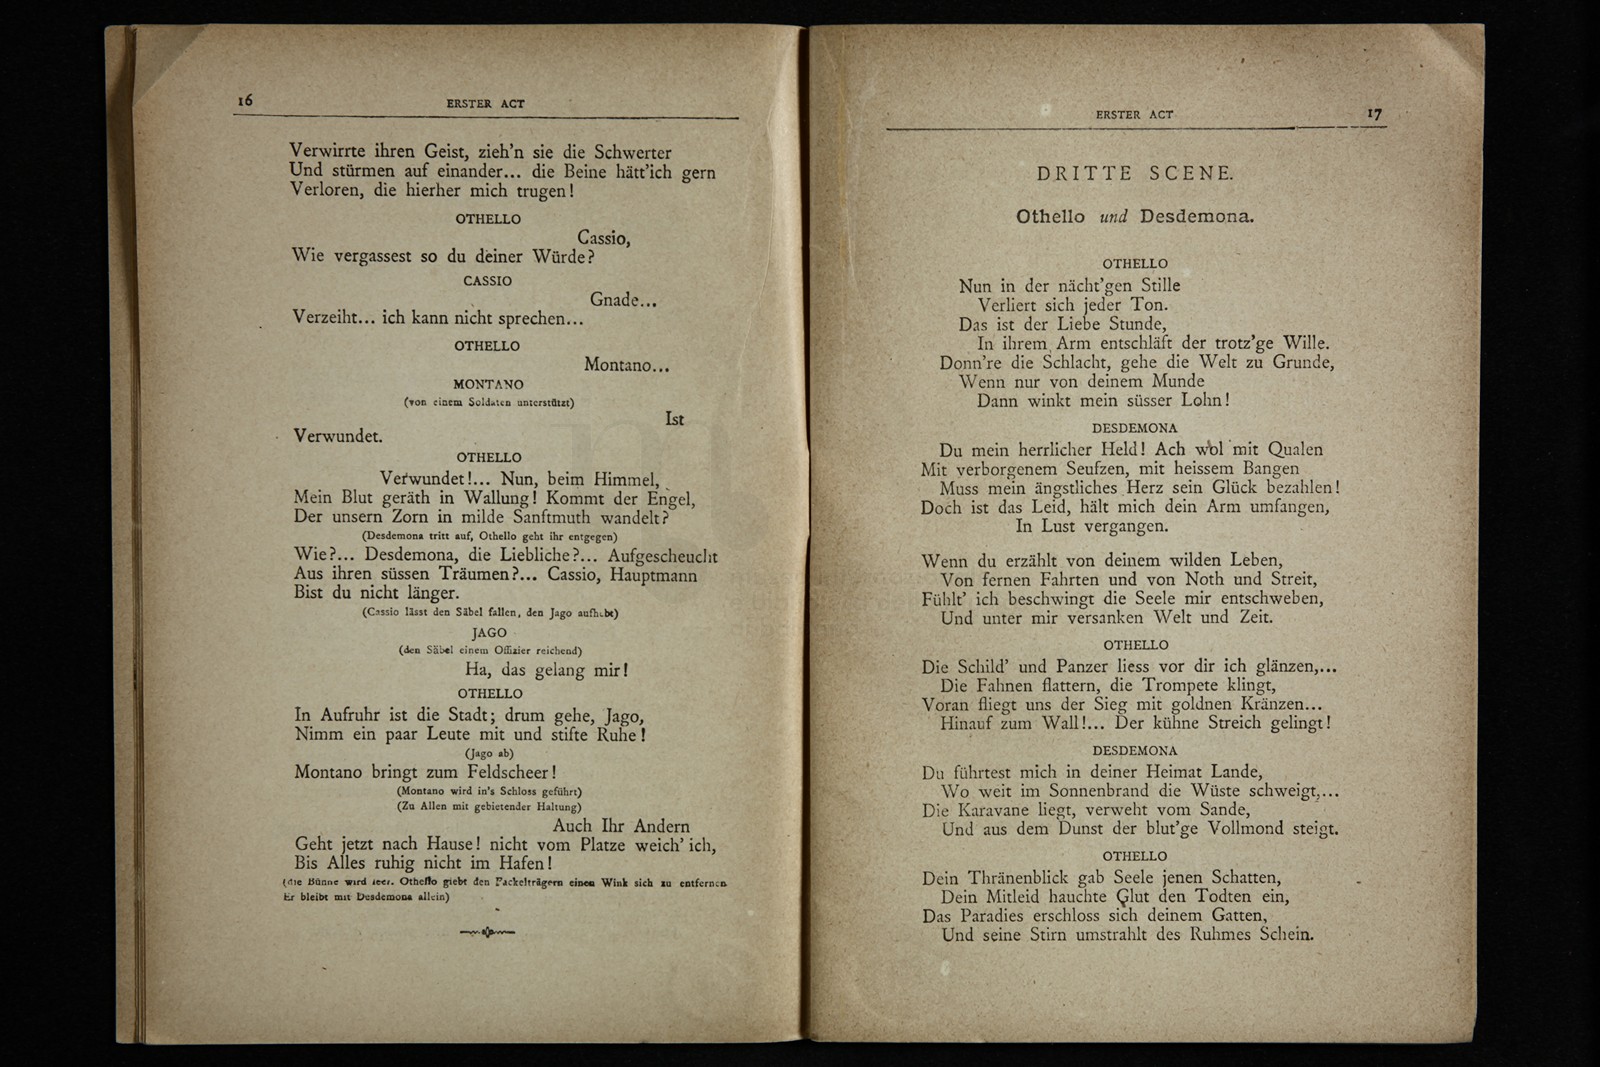 16
ERSTER ACT
Verwirrte ihren Geist, zieh'n sie die Schwerter
Und stürmen auf einander... die Beine hätt'ich gern
Verloren, die hierher mich trugen!
OTHELLO
Cassio,
Wie vergassest so du deiner Würde?
CASSIO
Gnade...
Verzeiht... ich kann nicht sprechen...
OTHELLO
Montano...
MONTANO
(von einem Soldaten unterstützt)
Ist
Verwundet.
OTHELLO
Verwundet!... Nun, beim Himmel,
Mein Blut geräth in Wallung! Kommt der Engel,
Der unsern Zorn in milde Sanftmuth wandelt?
(Desdemona tritt auf, Othello geht ihr entgegen)
Wie?... Desdemona, die Liebliche?... Aufgescheucht
Aus ihren süssen Träumen?... Cassio, Hauptmann
Bist du nicht länger.
(Cassio lässt den Säbel fallen, den Jago aufhebt)
JAGO
(den Säbel einem Offizier reichend)
Ha, das gelang mir!
OTHELLO
In Aufruhr ist die Stadt; drum gehe, Jago,
Nimm ein paar Leute mit und stifte Ruhe!
(Jago ab)
Montano bringt zum Feldscheer!
(Montano wird in's Schloss geführt)
(Zu Allen mit gebietender Haltung)
Auch Ihr Andern
Geht jetzt nach Hause! nicht vom Platze weich' ich,
Bis Alles ruhig nicht im Hafen!
(die Bühne wird leer. Othello giebt den Fackelträgern einen Wink sich zu entfernen
Er bleibt mit Desdemona allein)
ERSTER ACT
17
DRITTE SCENE.
Othello und Desdemona.
OTHELLO
Nun in der nächt'gen Stille
Verliert sich jeder Ton.
Das ist der Liebe Stunde,
In ihrem Arm entschläft der trotz'ge Wille.
Donn're die Schlacht, gehe die Welt zu Grunde,
Wenn nur von deinem Munde
Dann winkt mein süsser Lohn!
DESDEMONA
Du mein herrlicher Held! Ach wol mit Qualen
Mit verborgenem Seufzen, mit heissem Bangen
Muss mein ängstliches Herz sein Glück bezahlen!
Doch ist das Leid, hält mich dein Arm umfangen,
In Lust vergangen.
Wenn du erzählt von deinem wilden Leben,
Von fernen Fahrten und von Noth und Streit,
Fühlt' ich beschwingt die Seele mir entschweben,
Und unter mir versanken Welt und Zeit.
OTHELLO
Die Schild' und Panzer liess vor dir ich glänzen,...
Die Fahnen flattern, die Trompete klingt,
Voran fliegt uns der Sieg mit goldnen Kränzen...
Hinauf zum Wall!... Der kühne Streich gelingt!
DESDEMONA
Du führtest mich in deiner Heimat Lande,
Wo weit im Sonnenbrand die Wüste schweigt,...
Die Karavane liegt, verweht vom Sande,
Und aus dem Dunst der blut'ge Vollmond steigt.
OTHELLO
Dein Thränenblick gab Seele jenen Schatten,
Dein Mitleid hauchte Glut den Todten ein,
Das Paradies erschloss sich deinem Gatten,
Und seine Stirn umstrahlt des Ruhmes Schein.